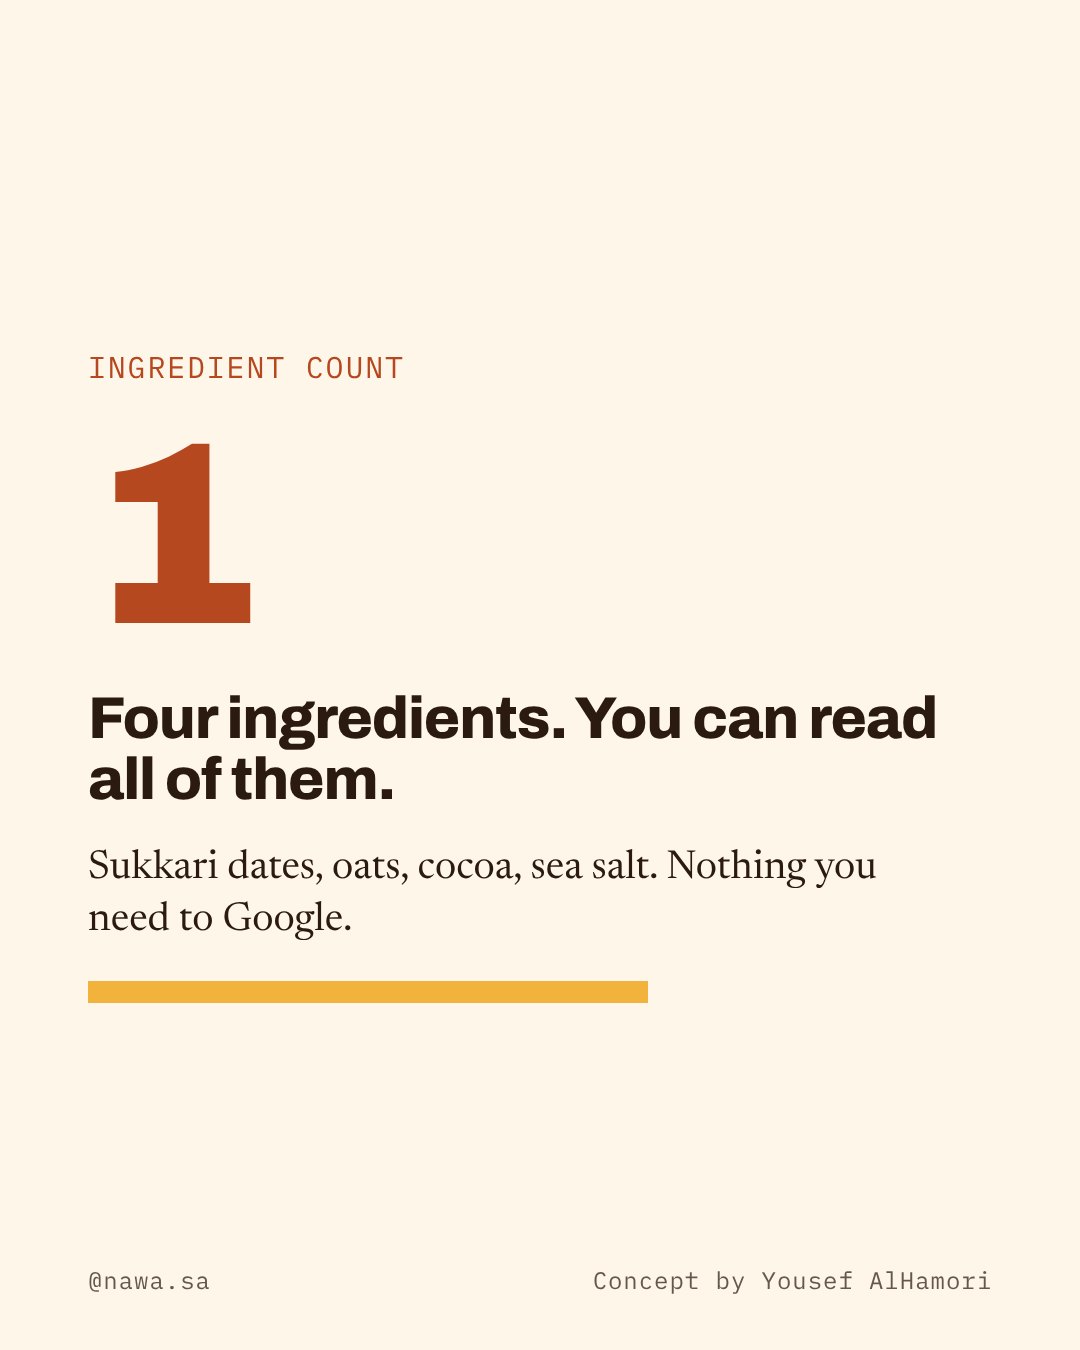 INGREDIENT COUNT
1
Four ingredients. You can read
all of them.
Sukkari dates, oats, cocoa, sea salt. Nothing you
need to Google.
@nawa.sa
Concept by Yousef AlHamori